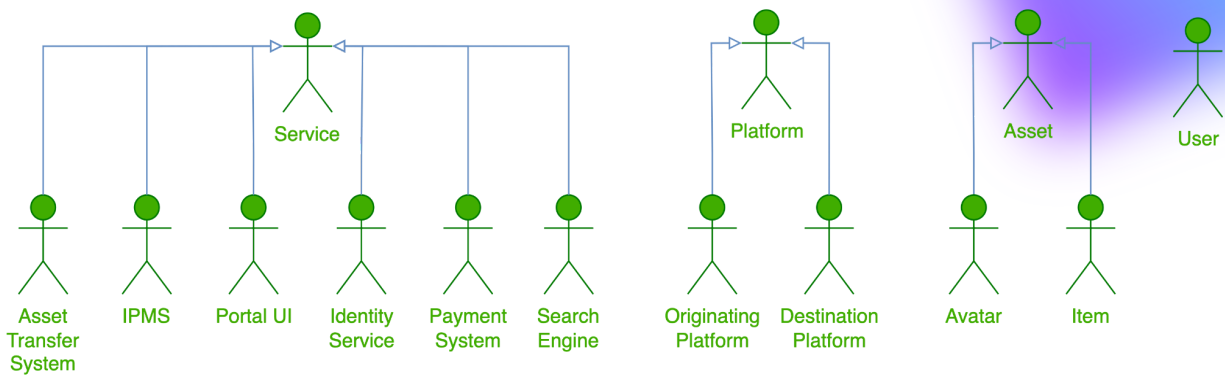 Service
Platform
Asset
User
Asset
Transfer
System
IPMS
Portal UI
Identity
Service
Payment
System
Search
Engine
Originating
Platform
Destination
Platform
Avatar
Item